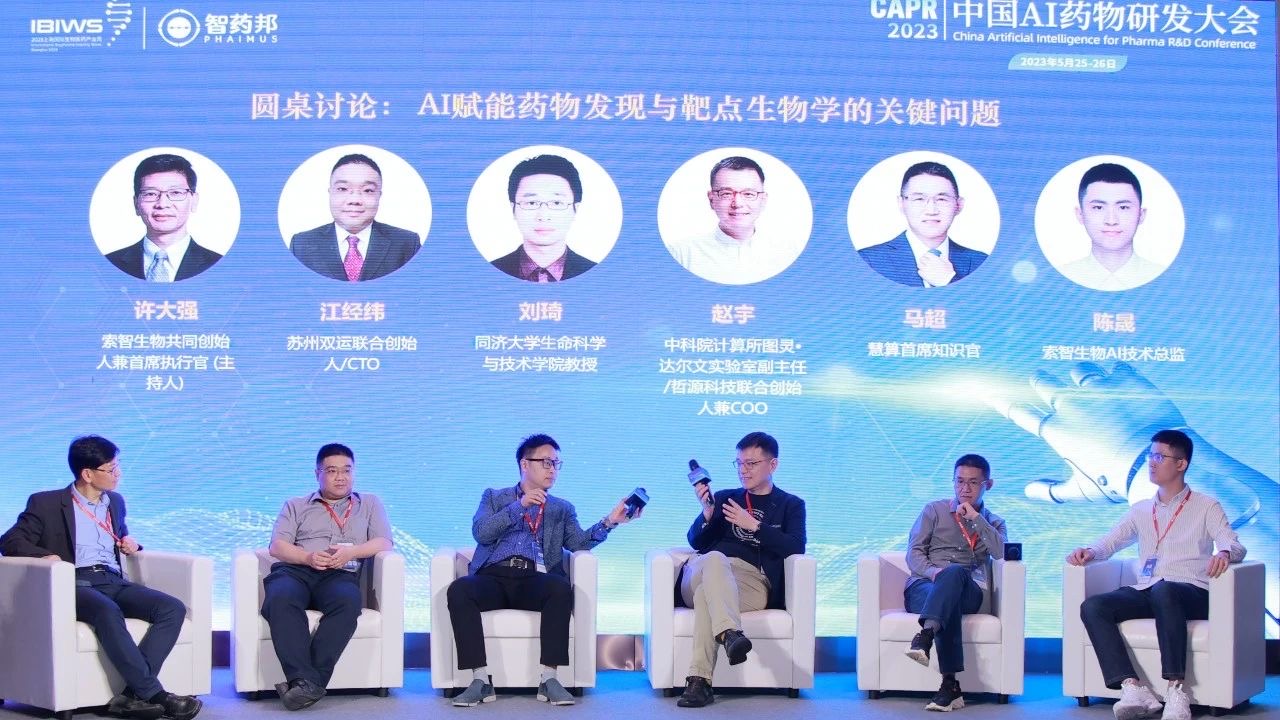 IBIWS
智药邦
PHAIMUS
CAPR
2023
中国AI药物研发大会
China Artificial Intelligence for Pharma R&D Conference
2023年5月25-26日
圆桌讨论： AI赋能药物发现与靶点生物学的关键问题
许大强
索智生物共同创始
人兼首席执行官 (主
持人)
江经纬
苏州双运联合创始
人/CTO
刘琦
同济大学生命科学
与技术学院教授
赵宇
中科院计算所图灵•
达尔文实验室副主任
/哲源科技联合创始
人兼COO
马超
慧算首席知识官
陈晟
索智生物AI技术总监